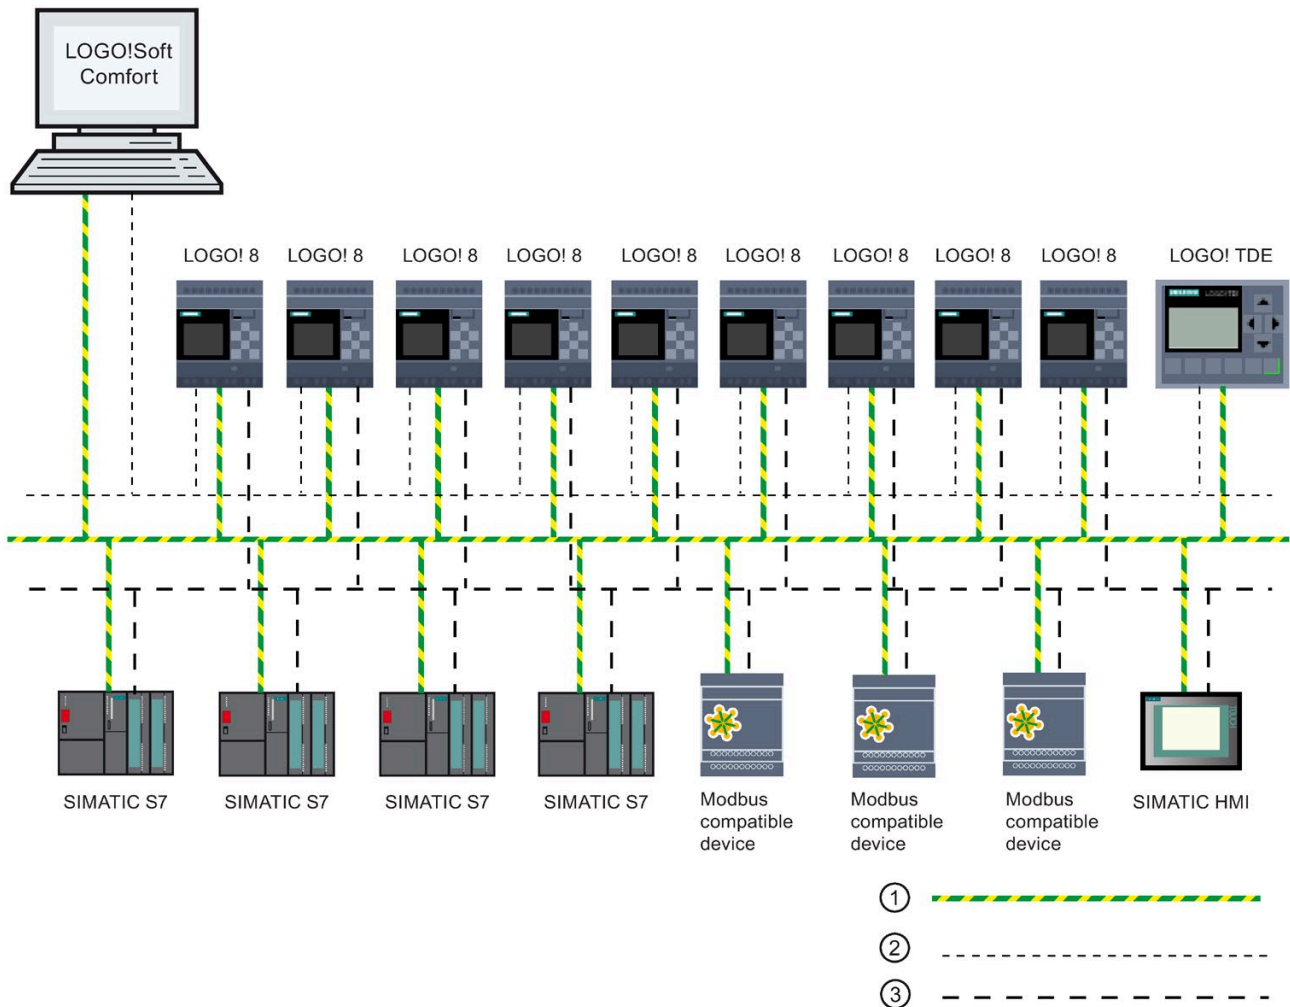 LOGO!Soft
Comfort
LOGO! 8
LOGO! 8
LOGO! 8
LOGO! 8
LOGO! 8
LOGO! 8
LOGO! 8
LOGO! 8
LOGO! 8
LOGO! TDE
SIMATIC S7
SIMATIC S7
SIMATIC S7
SIMATIC S7
Modbus
compatible
device
Modbus
compatible
device
Modbus
compatible
device
SIMATIC HMI
1
2
3